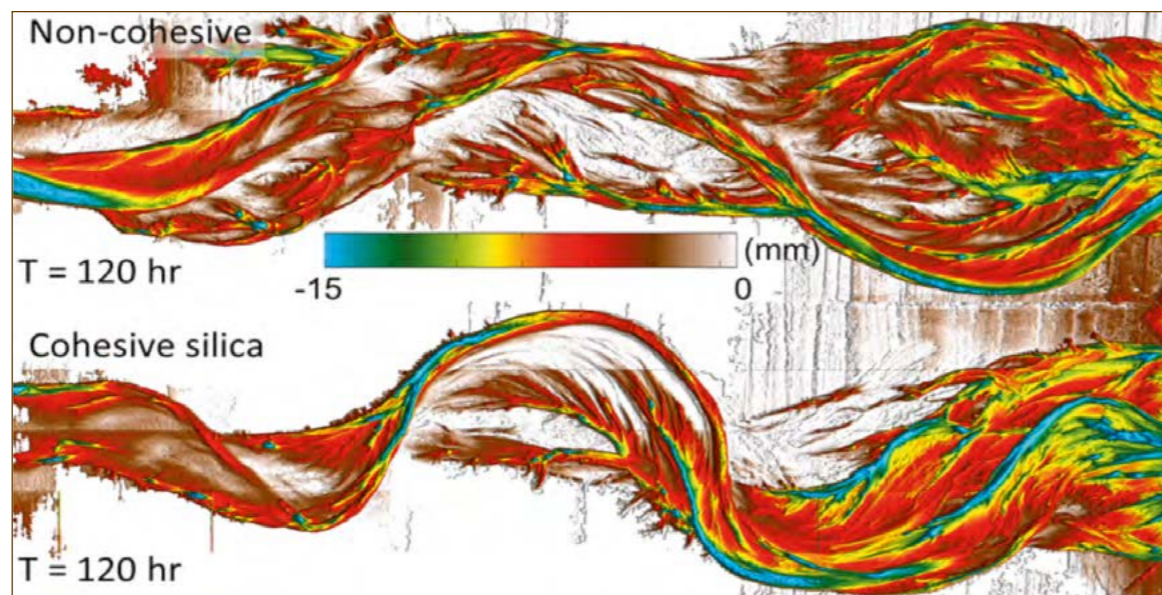 Non-cohesive
T = 120 hr
(mm)
-15
0
Cohesive silica
T = 120 hr